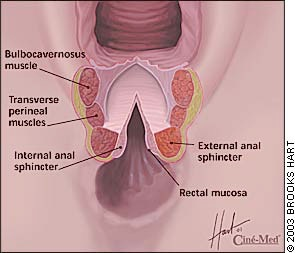 Bulbocavernosus
muscle
Transverse
perineal
muscles
Internal anal
sphincter
External anal
sphincter
Rectal mucosa
Hart 01
Ciné-Med®
© 2003 BROOKS HART